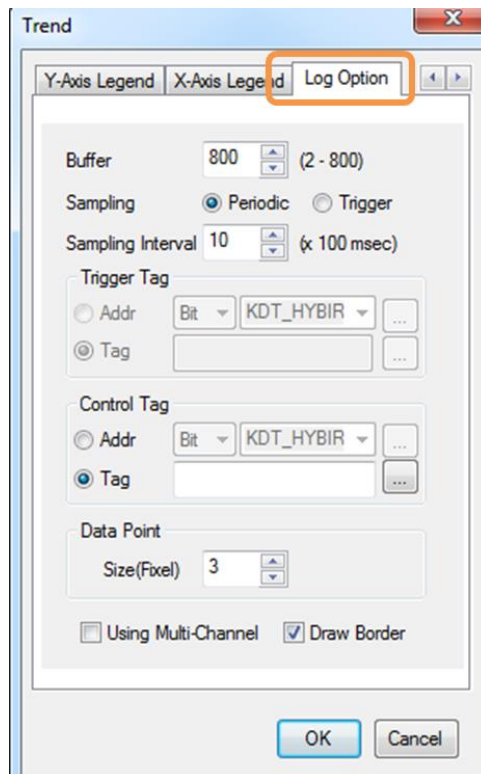 Trend
Y-Axis Legend X-Axis Legend Log Option
Buffer 800 (2 - 800)
Sampling Periodic Trigger
Sampling Interval 10 (x 100 msec)
Trigger Tag
Addr Bit KDT_HYBIR ...
Tag ...
Control Tag
Addr Bit KDT_HYBIR ...
Tag ...
Data Point
Size(Fixel) 3
Using Multi-Channel Draw Border
OK Cancel